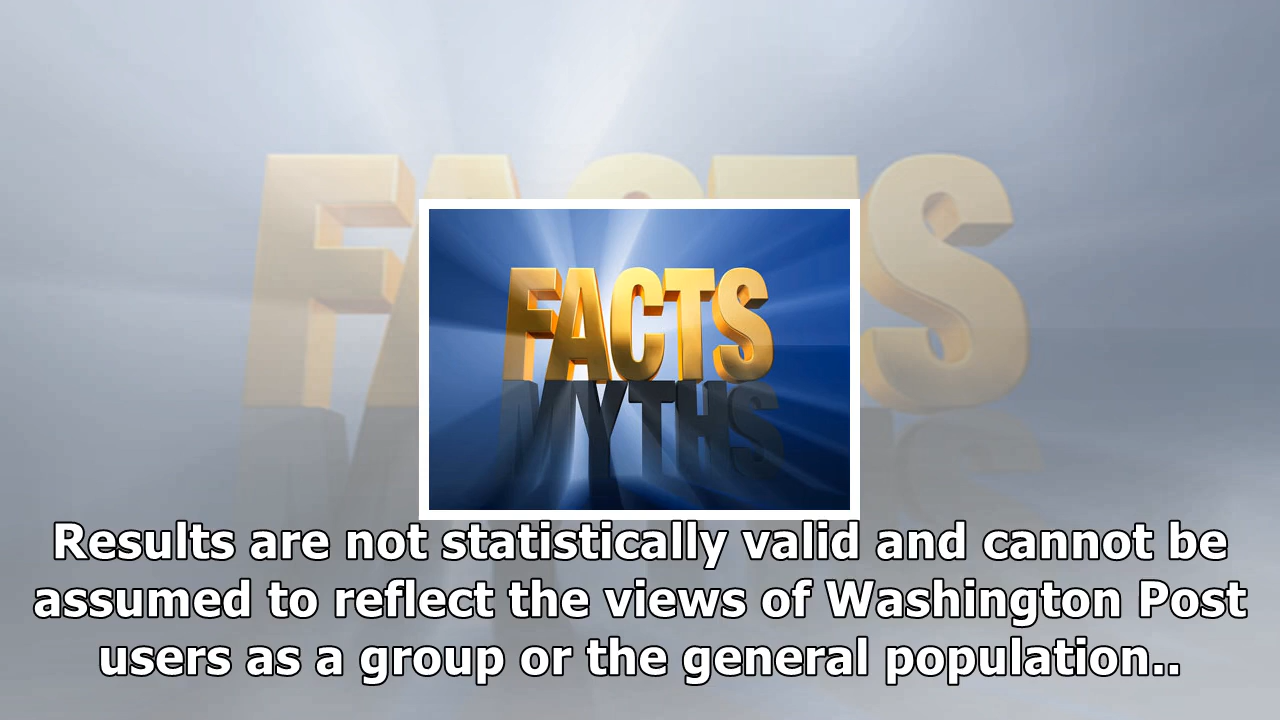 FACTS
FACTS
MYTHS
Results are not statistically valid and cannot be
assumed to reflect the views of Washington Post
users as a group or the general population..